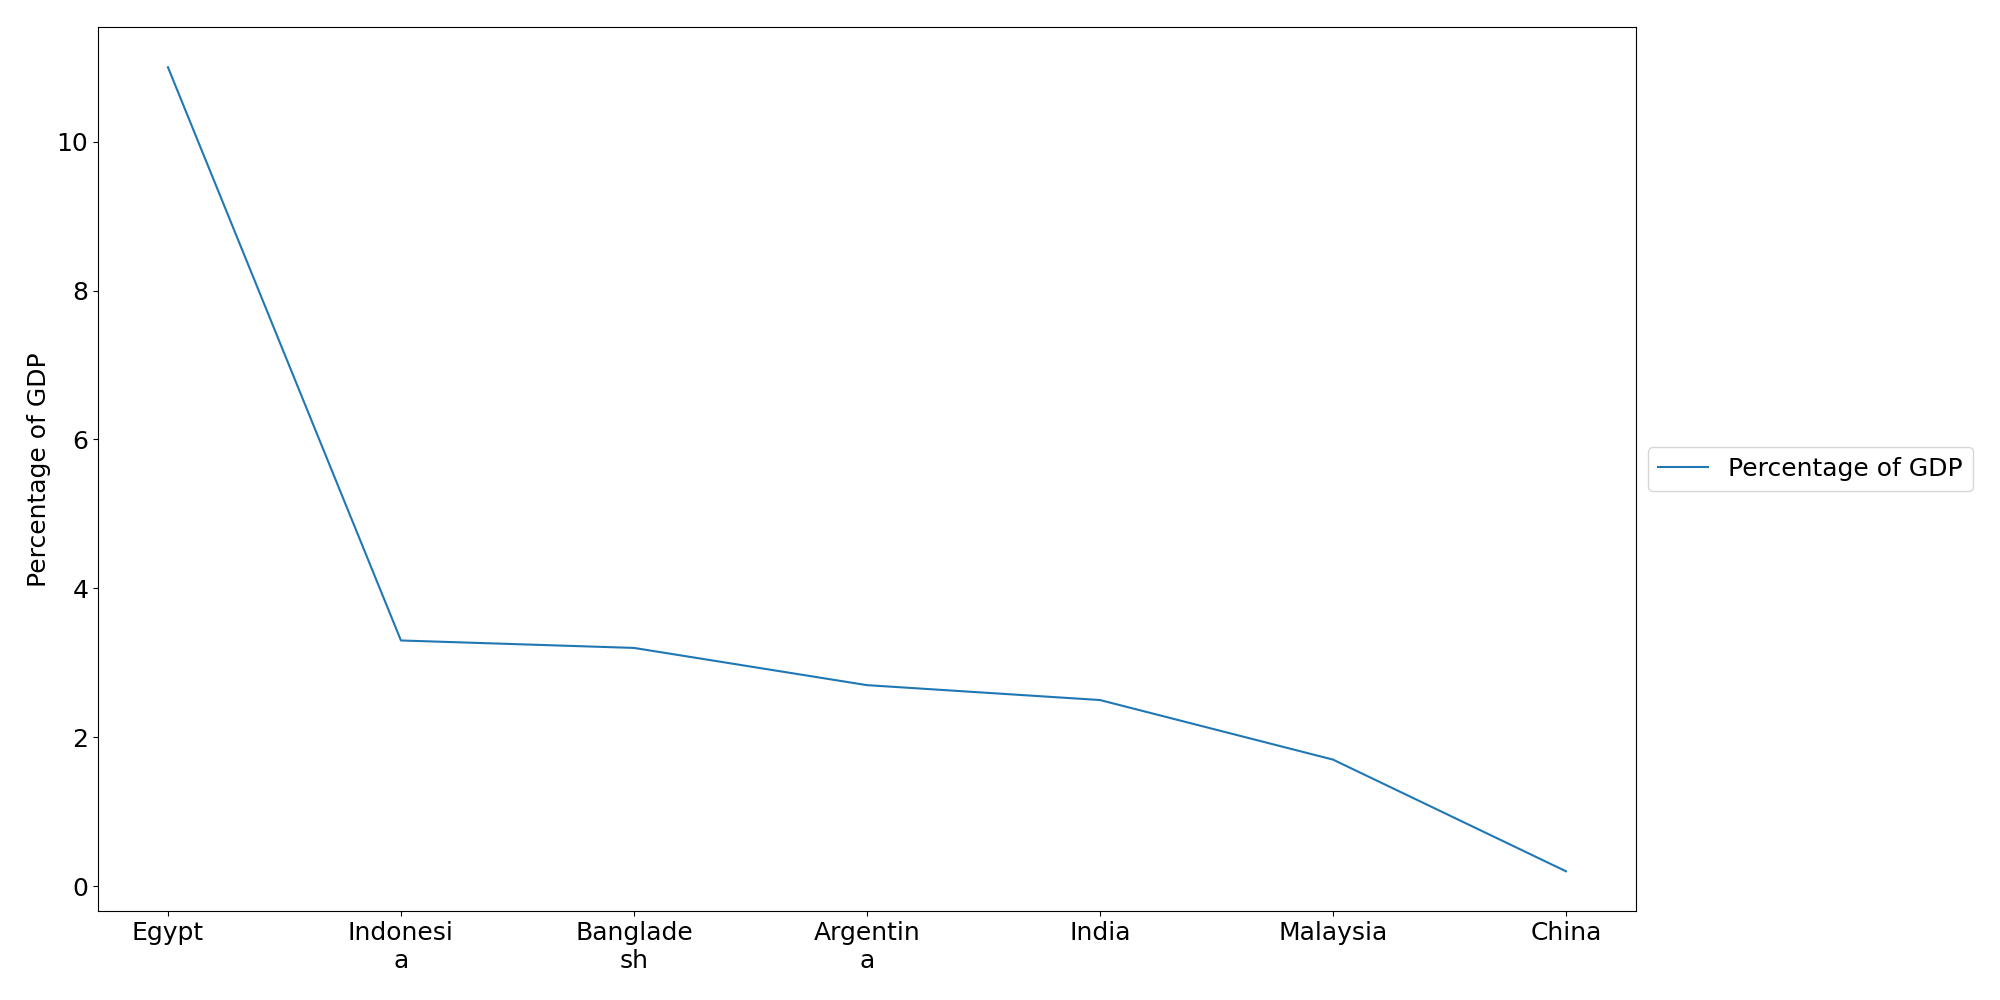 Percentage of GDP
10
8
6
4
2
0
Egypt
Indonesi
a
Banglade
sh
Argentin
a
India
Malaysia
China
Percentage of GDP